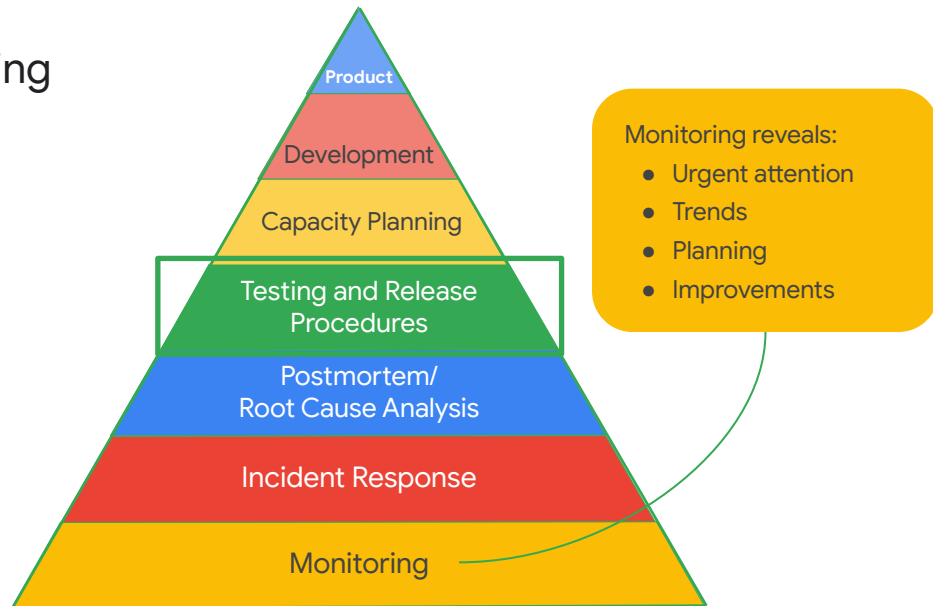 Product
Development
Capacity Planning
Testing and Release
Procedures
Postmortem/
Root Cause Analysis
Incident Response
Monitoring
Monitoring reveals:
● Urgent attention
● Trends
● Planning
● Improvements